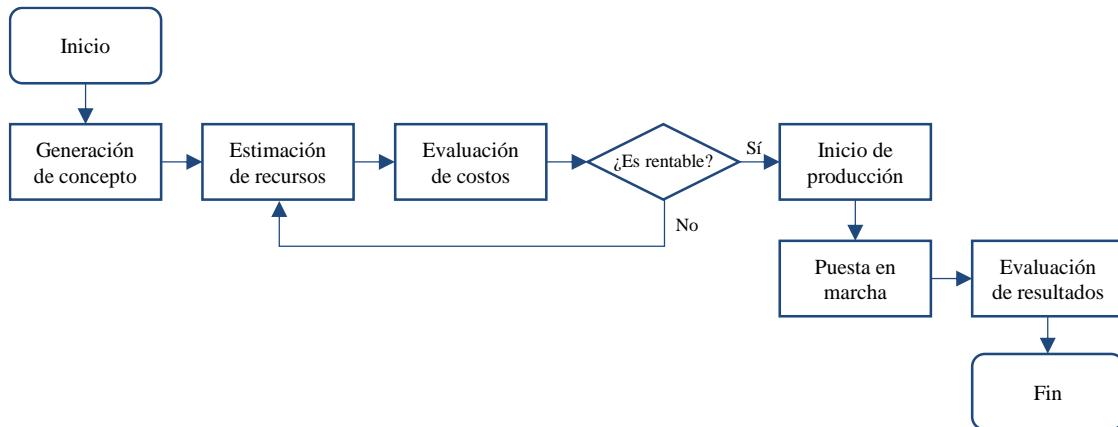 Inicio
Generación
de concepto
Estimación
de recursos
Evaluación
de costos
¿Es rentable?
Sí
No
Inicio de
producción
Puesta en
marcha
Evaluación
de resultados
Fin